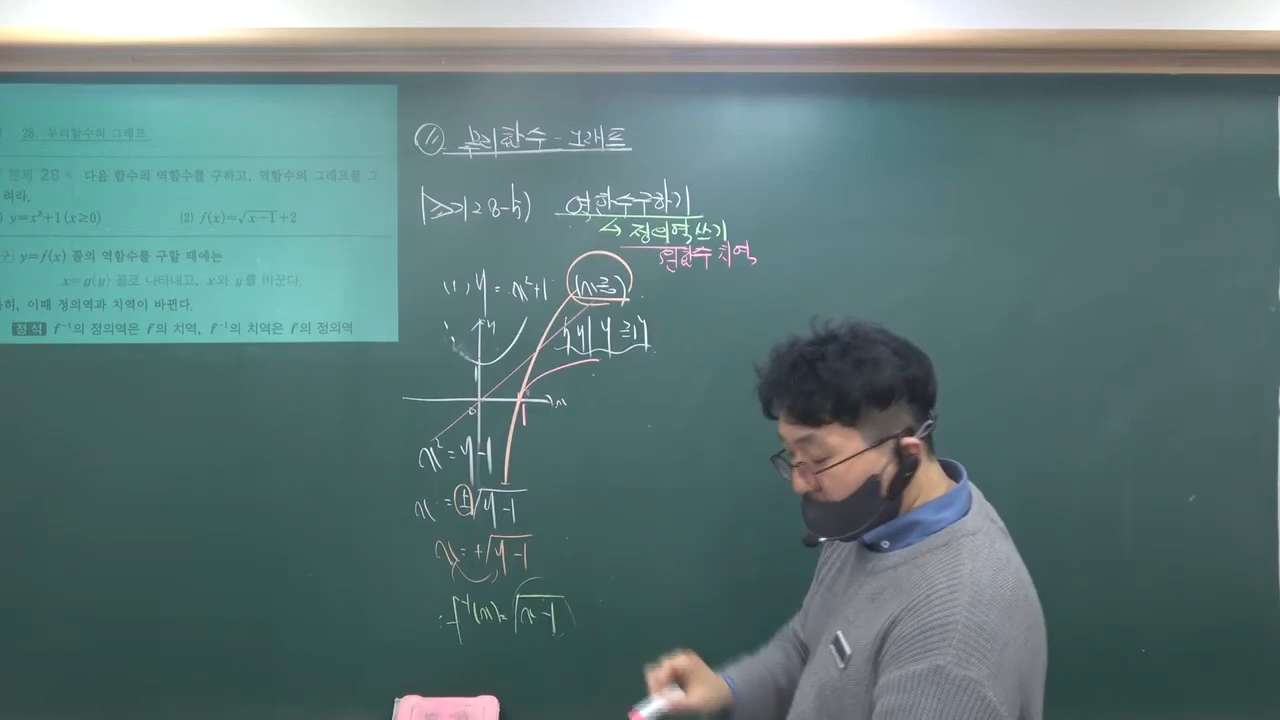 28. 무리함수의 그래프
문제 28 다음 함수의 역함수를 구하고, 역함수의 그래프를 그
려라.
y=x²+1 (x≥0) (2) f(x)=√(x−1)+2
y=f(x) 꼴의 역함수를 구할 때에는
x=g(y) 꼴로 나타내고, x와 y를 바꾼다.
히, 이때 정의역과 치역이 바뀐다.
정석 f⁻¹의 정의역은 f의 치역, f⁻¹의 치역은 f의 정의역
무리함수 - 그래프
28-5) 역함수구하기
↳ 정의역쓰기
원함수 치역
(1) y = x²+1 (x≥0)
{y | y ≥1}
y
1
0 1 x
x² = y-1
x = ±√(y-1)
x = +√(y-1)
∴ f⁻¹(x) = √(x-1)